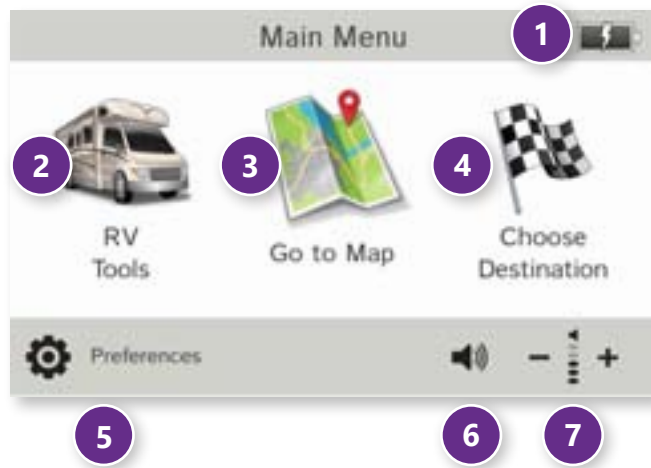 Main Menu
1
2
3
4
RV
Tools
Go to Map
Choose
Destination
Preferences
− +
5
6
7